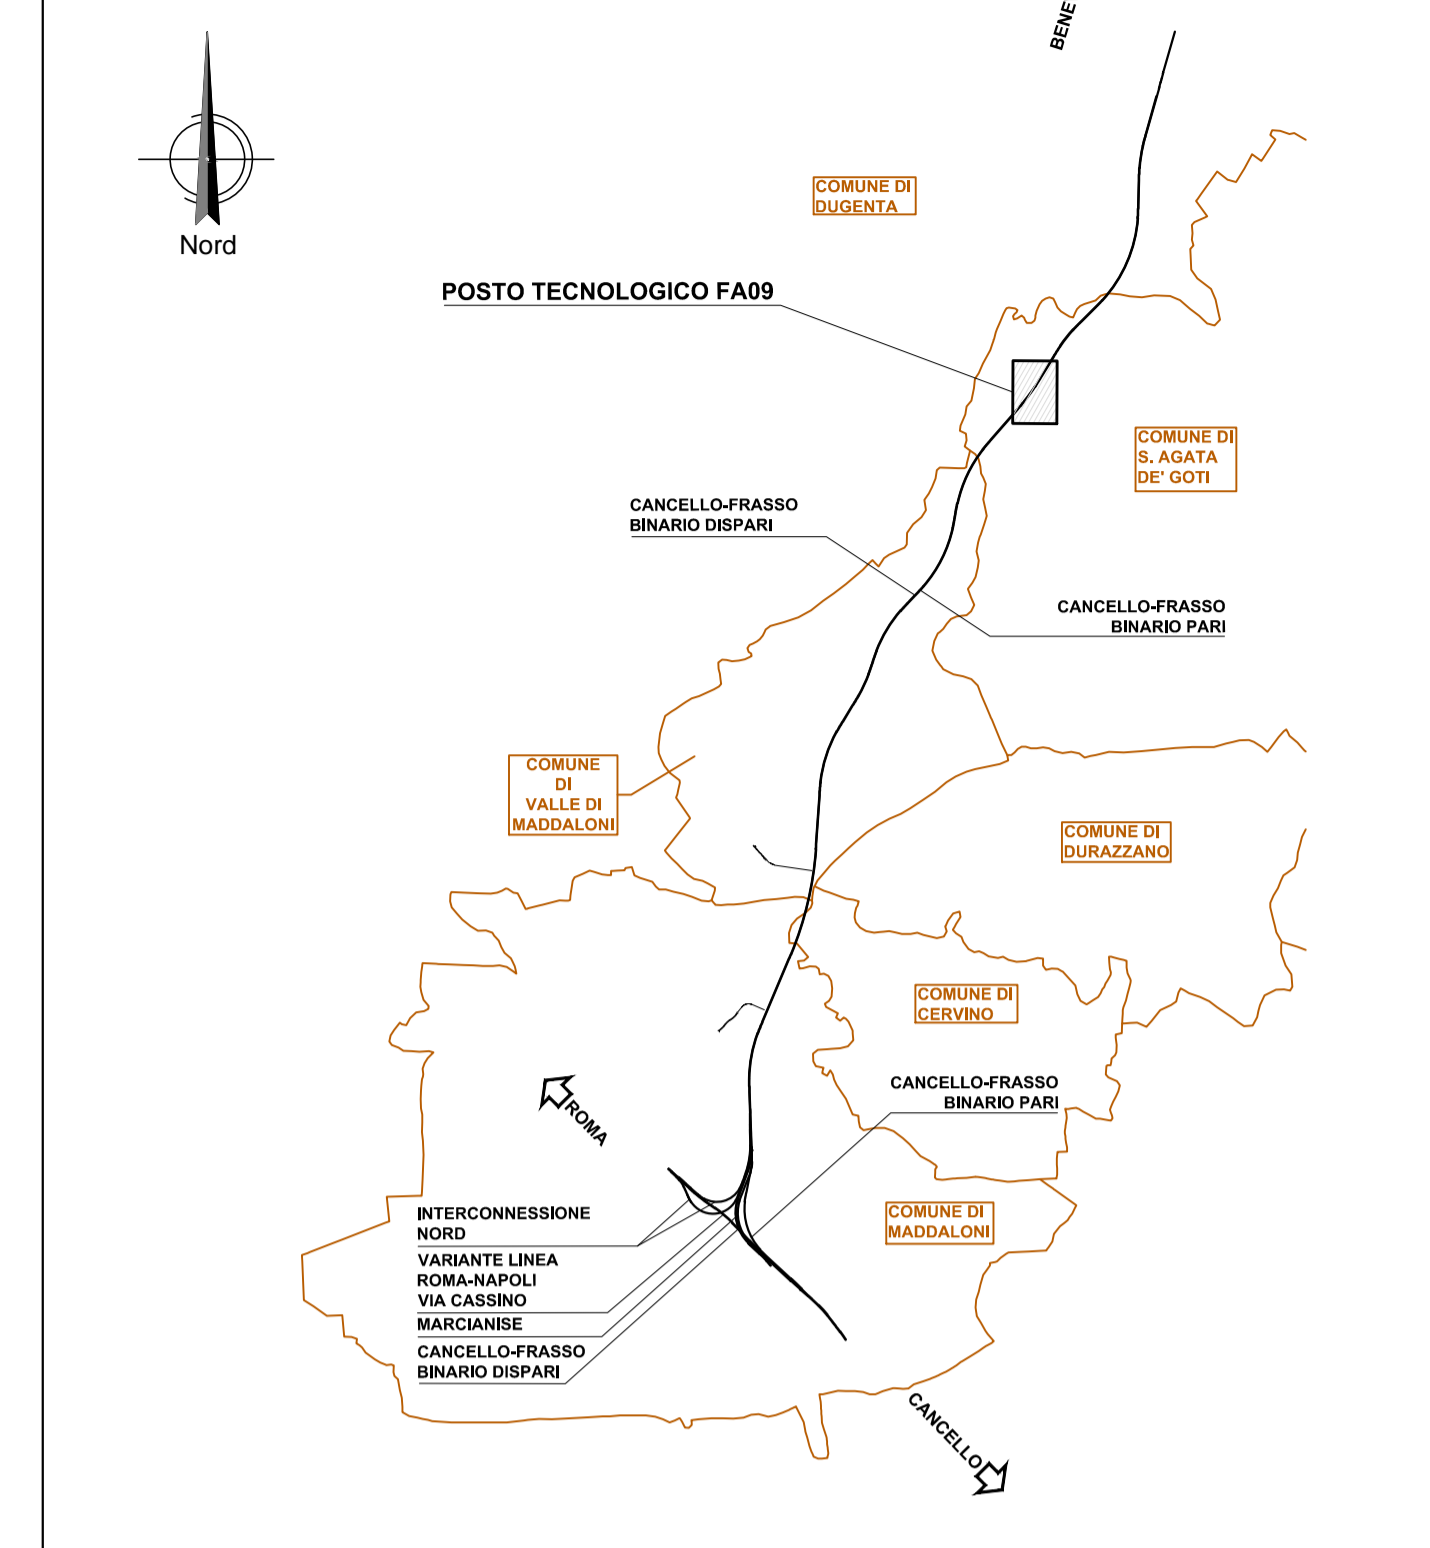 BENE
Nord
COMUNE DI
DUGENTA
POSTO TECNOLOGICO FA09
COMUNE DI
S. AGATA
DE' GOTI
CANCELLO-FRASSO
BINARIO DISPARI
CANCELLO-FRASSO
BINARIO PARI
COMUNE
DI
VALLE DI
MADDALONI
COMUNE DI
DURAZZANO
COMUNE DI
CERVINO
CANCELLO-FRASSO
BINARIO PARI
ROMA
INTERCONNESSIONE
NORD
COMUNE DI
MADDALONI
VARIANTE LINEA
ROMA-NAPOLI
VIA CASSINO
MARCIANISE
CANCELLO-FRASSO
BINARIO DISPARI
CANCELLO